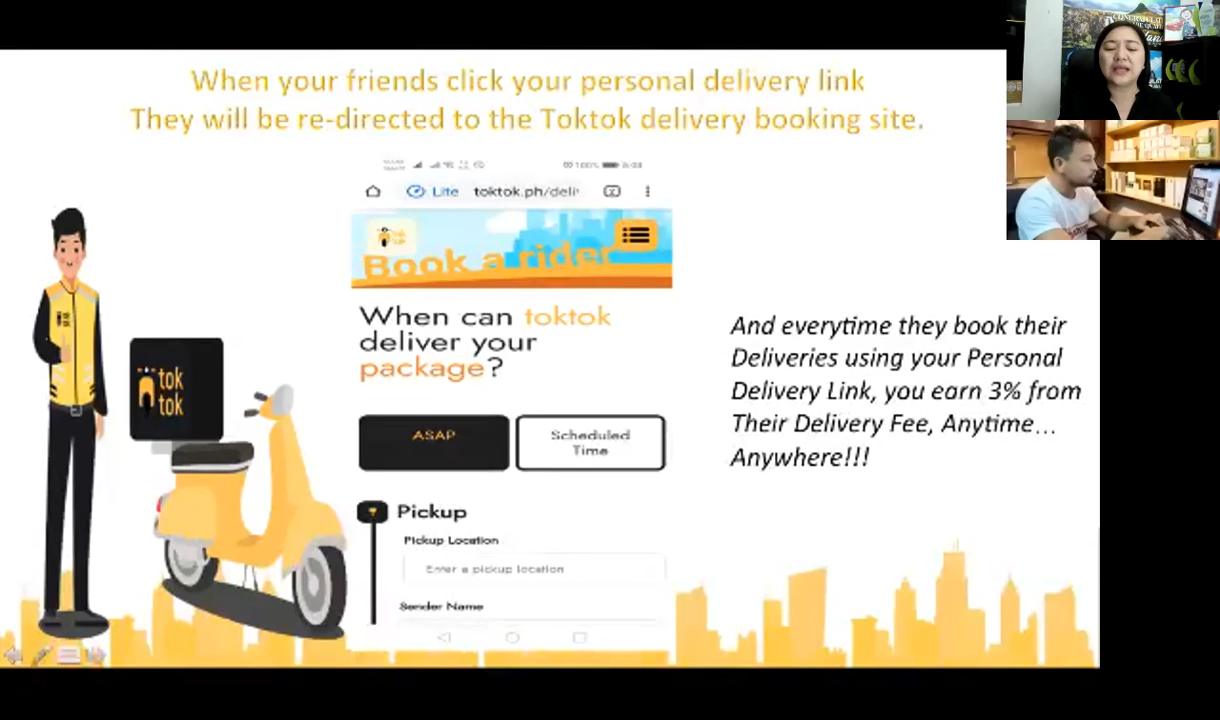 When your friends click your personal delivery link
They will be re-directed to the Toktok delivery booking site.
100%
Lite toktok.ph/deli
tok
tok
Book a rider
When can toktok
deliver your
package?
ASAP
Scheduled
Time
Pickup
Pickup Location
Enter a pickup location
Sender Name
tok
tok
And everytime they book their
Deliveries using your Personal
Delivery Link, you earn 3% from
Their Delivery Fee, Anytime...
Anywhere!!!